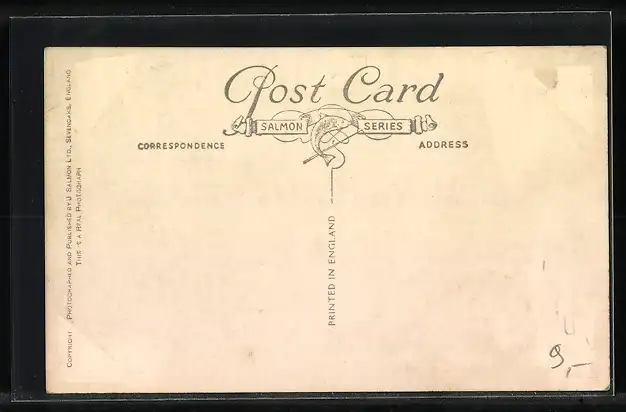 Post Card
SALMON SERIES
CORRESPONDENCE
ADDRESS
PRINTED IN ENGLAND
COPYRIGHT. PHOTOGRAPHED AND PUBLISHED BY J. SALMON LTD., SEVENOAKS, ENGLAND
THIS IS A REAL PHOTOGRAPH
9,-